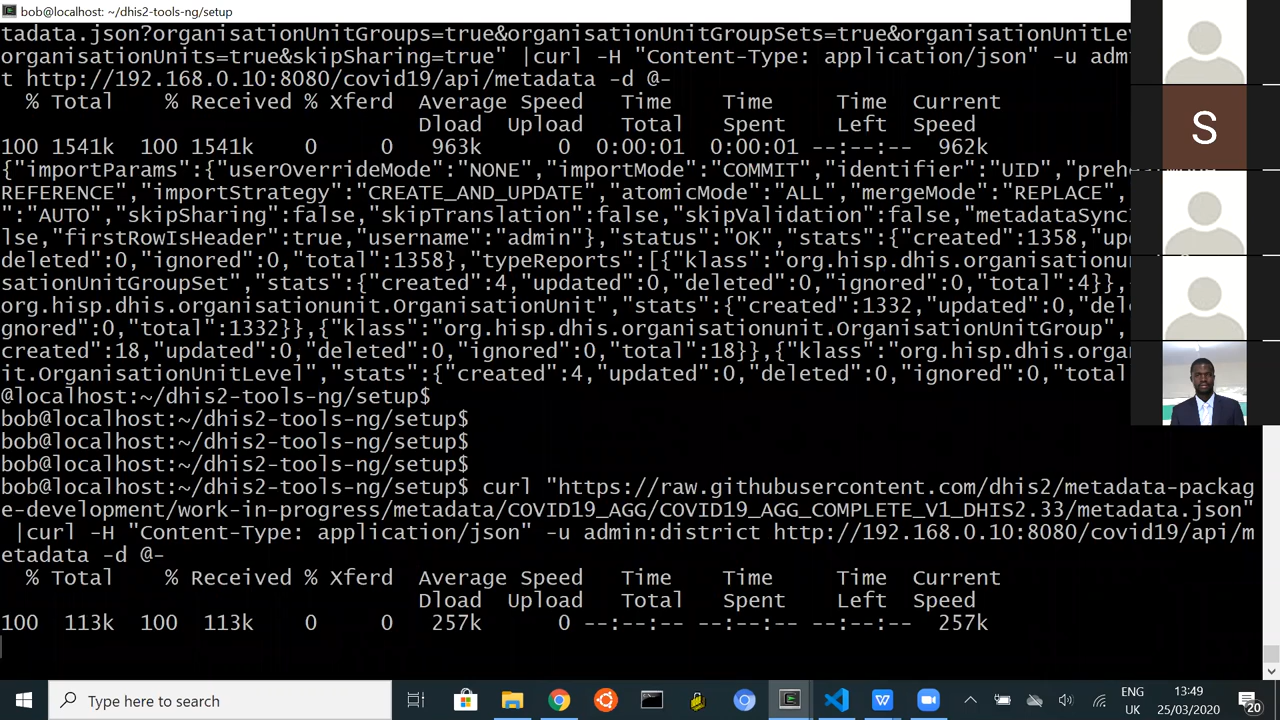 bob@localhost: ~/dhis2-tools-ng/setup
tadata.json?organisationUnitGroups=true&organisationUnitGroupSets=true&organisationUnitLe
organisationUnits=true&skipSharing=true" |curl -H "Content-Type: application/json" -u adm
t http://192.168.0.10:8080/covid19/api/metadata -d @-
% Total % Received % Xferd Average Speed Time Time Time Current
Dload Upload Total Spent Left Speed
100 1541k 100 1541k 0 0 963k 0 0:00:01 0:00:01 --:--:-- 962k
{"importParams":{"userOverrideMode":"NONE","importMode":"COMMIT","identifier":"UID","prehe
REFERENCE","importStrategy":"CREATE_AND_UPDATE","atomicMode":"ALL","mergeMode":"REPLACE",
":"AUTO","skipSharing":false,"skipTranslation":false,"skipValidation":false,"metadataSync
lse,"firstRowIsHeader":true,"username":"admin"},"status":"OK","stats":{"created":1358,"up
deleted":0,"ignored":0,"total":1358},"typeReports":[{"klass":"org.hisp.dhis.organisationu
sationUnitGroupSet","stats":{"created":4,"updated":0,"deleted":0,"ignored":0,"total":4}},
org.hisp.dhis.organisationunit.OrganisationUnit","stats":{"created":1332,"updated":0,"del
gnored":0,"total":1332}},{"klass":"org.hisp.dhis.organisationunit.OrganisationUnitGroup",
created":18,"updated":0,"deleted":0,"ignored":0,"total":18}},{"klass":"org.hisp.dhis.orga
it.OrganisationUnitLevel","stats":{"created":4,"updated":0,"deleted":0,"ignored":0,"total
@localhost:~/dhis2-tools-ng/setup$
bob@localhost:~/dhis2-tools-ng/setup$
bob@localhost:~/dhis2-tools-ng/setup$
bob@localhost:~/dhis2-tools-ng/setup$
bob@localhost:~/dhis2-tools-ng/setup$ curl "https://raw.githubusercontent.com/dhis2/metadata-packag
e-development/work-in-progress/metadata/COVID19_AGG/COVID19_AGG_COMPLETE_V1_DHIS2.33/metadata.json"
|curl -H "Content-Type: application/json" -u admin:district http://192.168.0.10:8080/covid19/api/m
etadata -d @-
% Total % Received % Xferd Average Speed Time Time Time Current
Dload Upload Total Spent Left Speed
100 113k 100 113k 0 0 257k 0 --:--:-- --:--:-- --:--:-- 257k
S
Type here to search
ENG
UK
13:49
25/03/2020
20